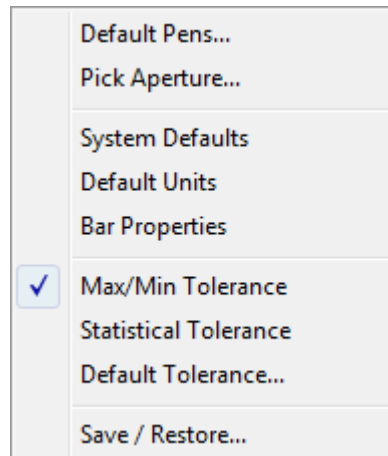 Default Pens...
Pick Aperture...
System Defaults
Default Units
Bar Properties
Max/Min Tolerance
Statistical Tolerance
Default Tolerance...
Save / Restore...